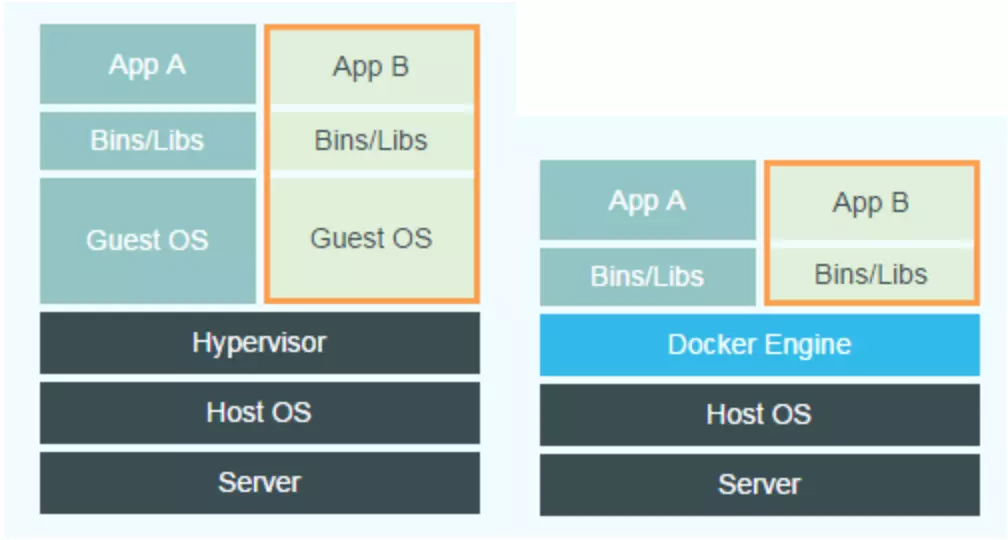 App A
App B
Bins/Libs
Bins/Libs
Guest OS
Guest OS
Hypervisor
Host OS
Server
App A
App B
Bins/Libs
Bins/Libs
Docker Engine
Host OS
Server